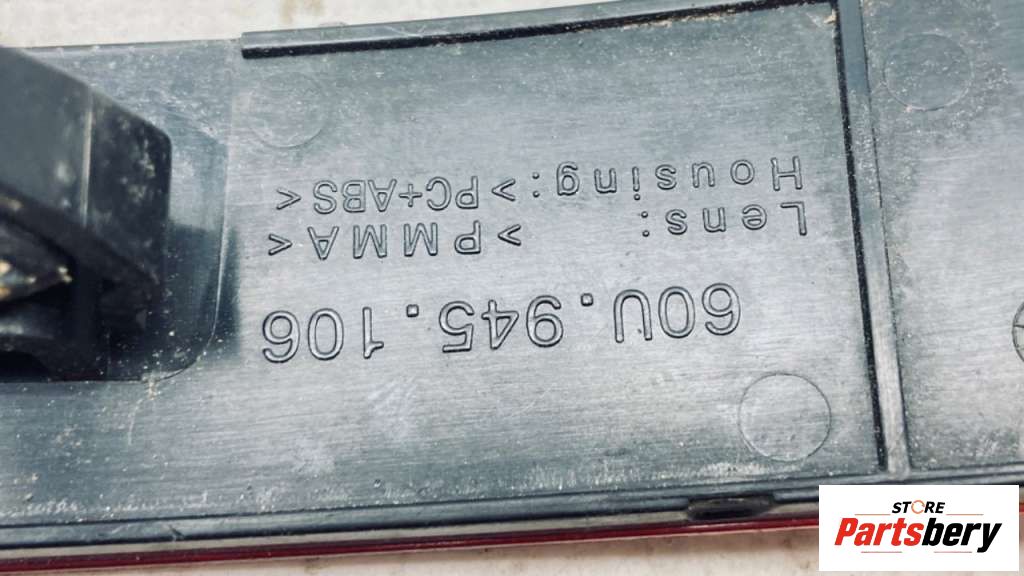 60U.945.106
Lens: >PMMA<
Housing: >PC+ABS<
STORE
Partsbery